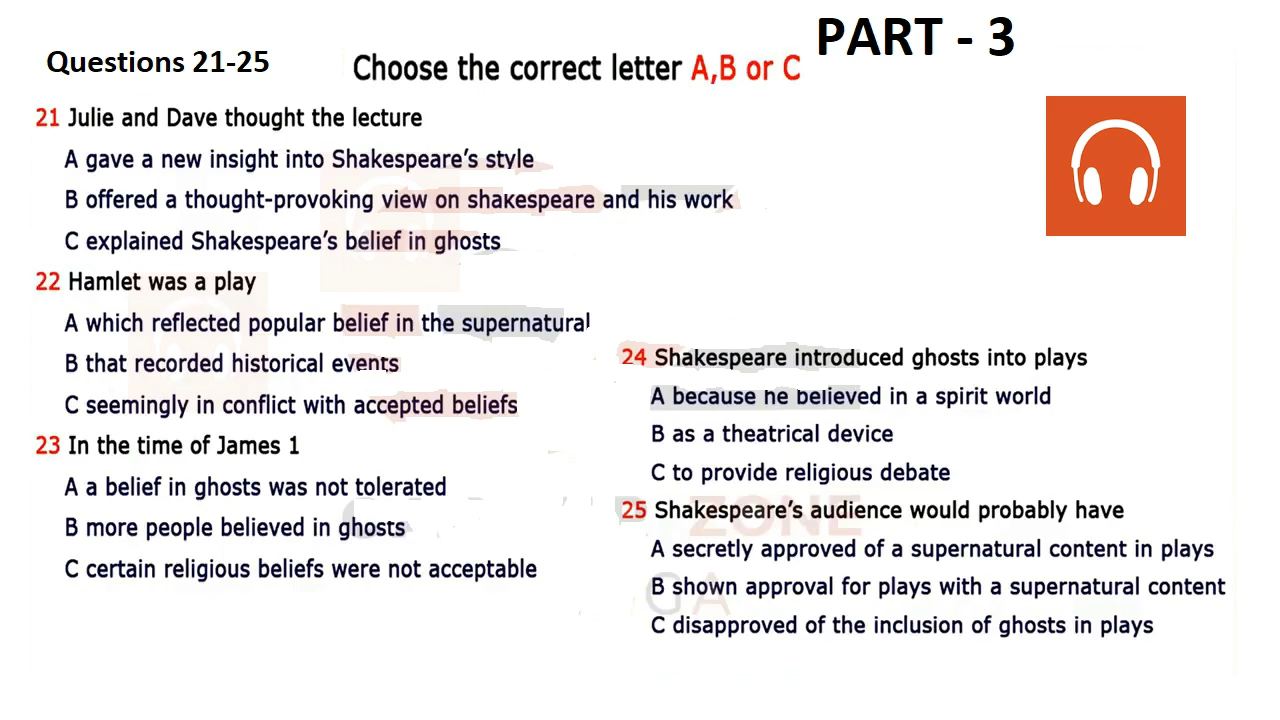 PART - 3
Questions 21-25
Choose the correct letter A,B or C
21 Julie and Dave thought the lecture
A gave a new insight into Shakespeare's style
B offered a thought-provoking view on shakespeare and his work
C explained Shakespeare's belief in ghosts
22 Hamlet was a play
A which reflected popular belief in the supernatural
B that recorded historical events
C seemingly in conflict with accepted beliefs
23 In the time of James 1
A a belief in ghosts was not tolerated
B more people believed in ghosts
C certain religious beliefs were not acceptable
24 Shakespeare introduced ghosts into plays
A because he believed in a spirit world
B as a theatrical device
C to provide religious debate
25 Shakespeare's audience would probably have
A secretly approved of a supernatural content in plays
B shown approval for plays with a supernatural content
C disapproved of the inclusion of ghosts in plays
ZONE
GA